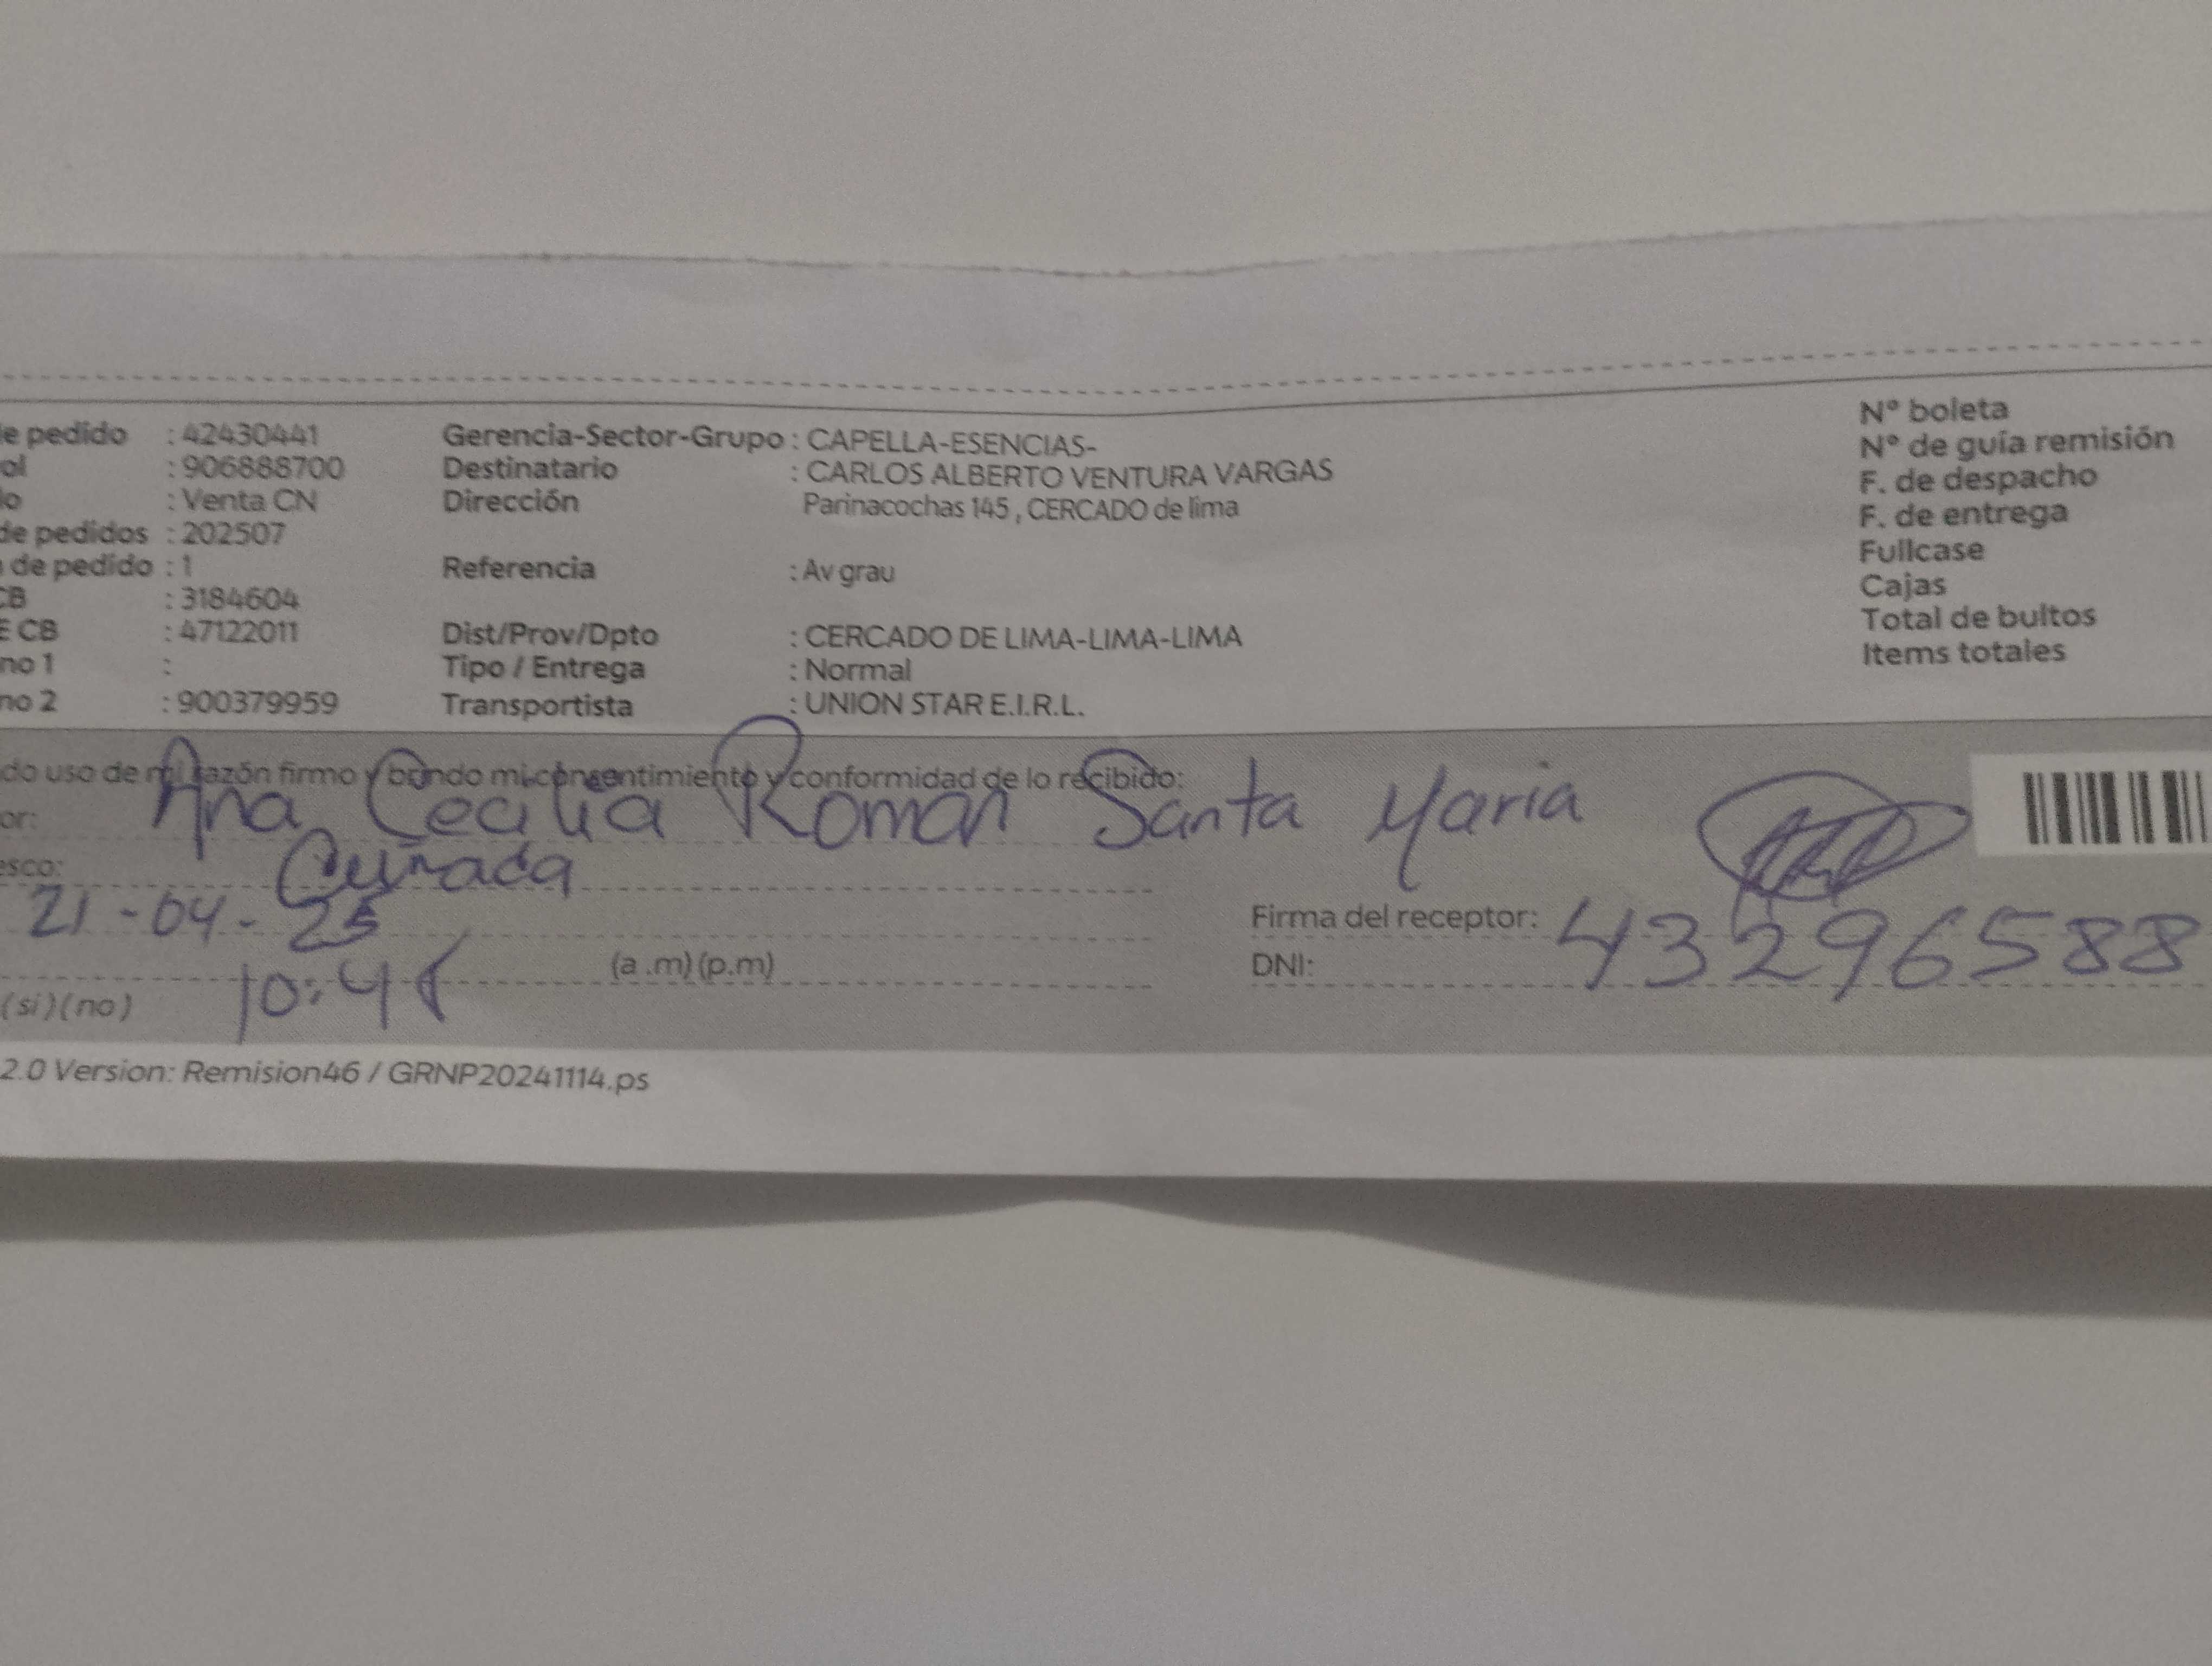 e pedido : 42430441 Gerencia-Sector-Grupo : CAPELLA-ESENCIAS- N° boleta
ol : 906888700 Destinatario : CARLOS ALBERTO VENTURA VARGAS N° de guía remisión
lo : Venta CN Dirección Parinacochas 145 , CERCADO de lima F. de despacho
de pedidos : 202507 F. de entrega
de pedido : 1 Referencia : Av grau Fullcase
CB : 3184604 Cajas
E CB : 47122011 Dist/Prov/Dpto : CERCADO DE LIMA-LIMA-LIMA Total de bultos
no 1 : Tipo / Entrega : Normal Items totales
no 2 : 900379959 Transportista : UNION STAR E.I.R.L.
do uso de mi razón firmo y brindo mi consentimiento y conformidad de lo recibido:
or: Ana Cecilia Roman Santa Maria
esco: Cuñada
21-04-25 Firma del receptor:
(a .m) (p.m) DNI: 43296588
(si) (no)
2.0 Version: Remision46 / GRNP20241114.ps